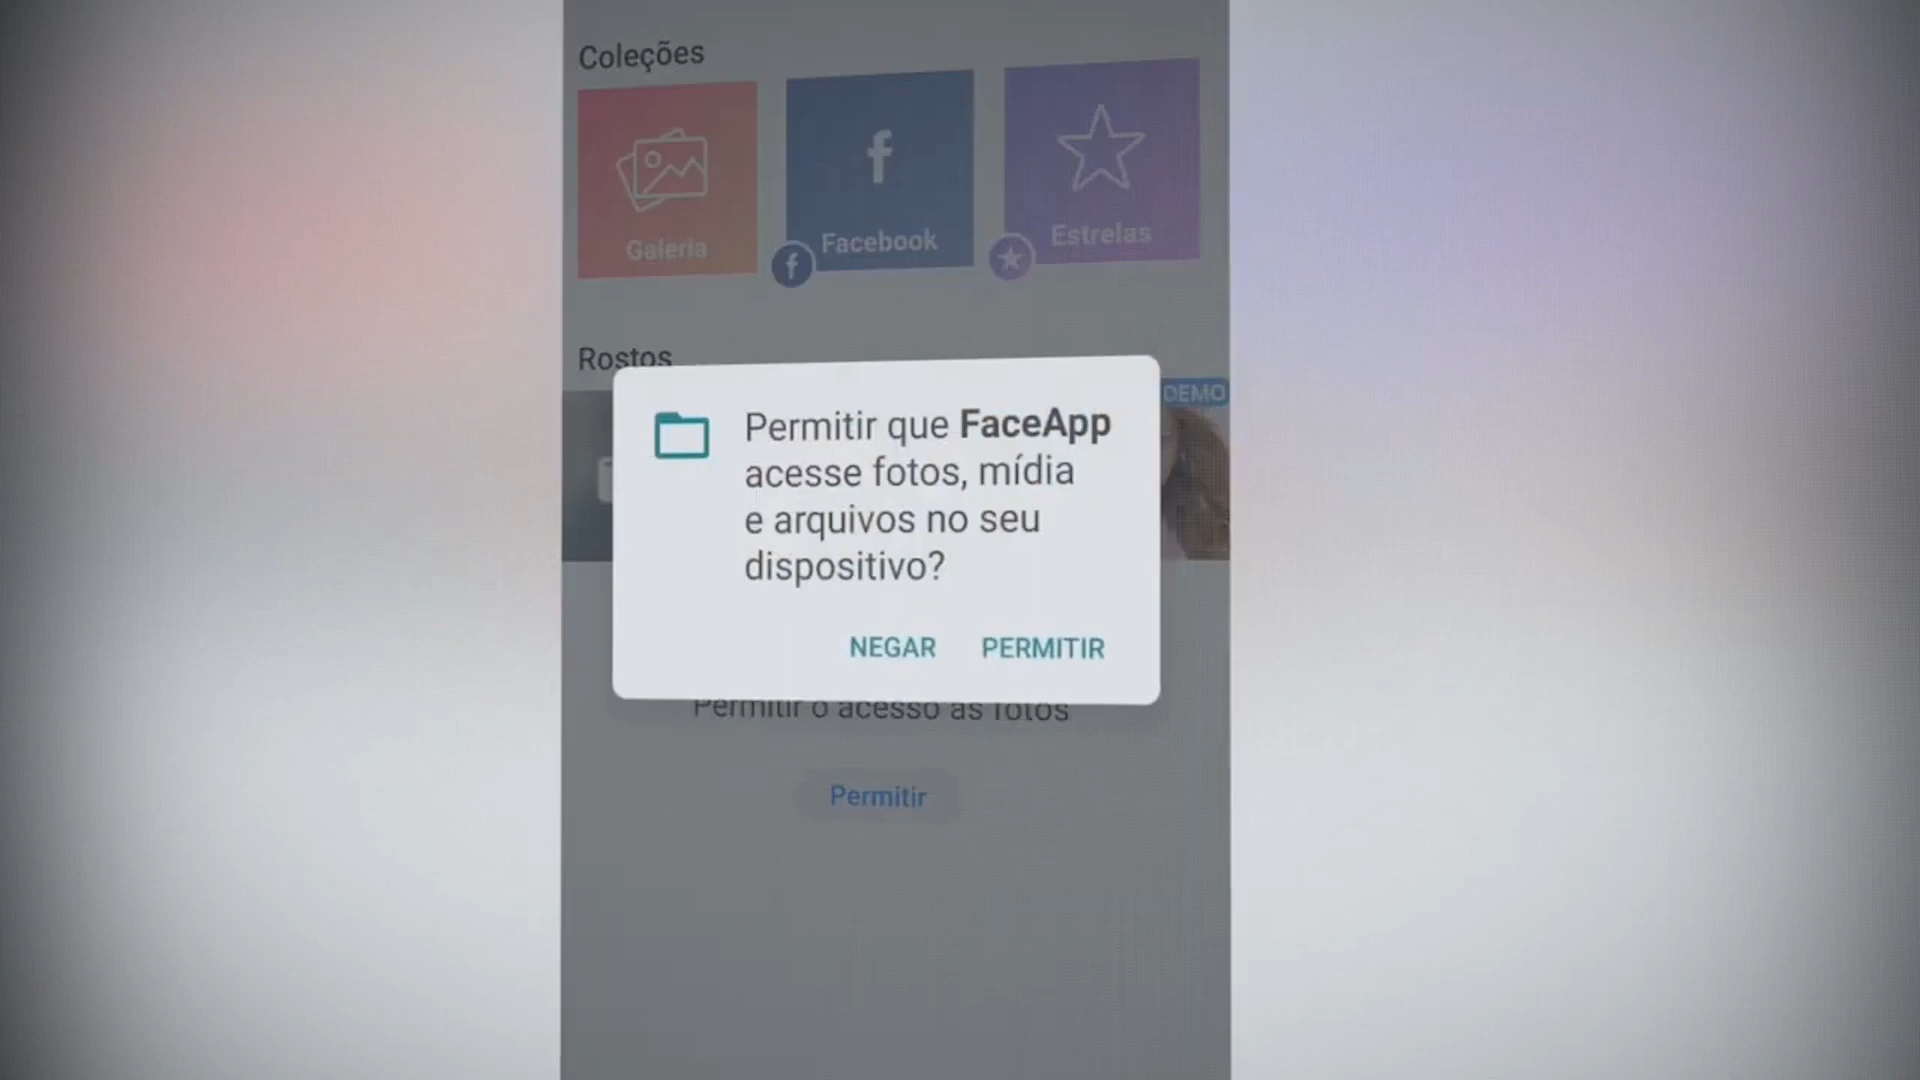 Coleções
Galeria
Facebook
Estrelas
Rostos
DEMO
Permitir que FaceApp
acesse fotos, mídia
e arquivos no seu
dispositivo?
NEGAR PERMITIR
Permitir o acesso às fotos
Permitir